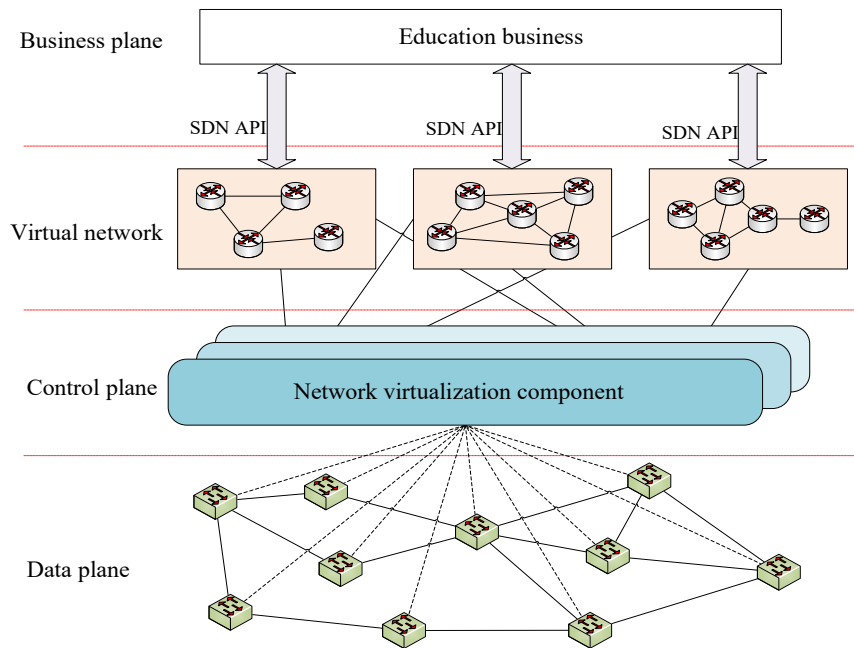 Business plane
Education business
SDN API
SDN API
SDN API
Virtual network
Control plane
Network virtualization component
Data plane